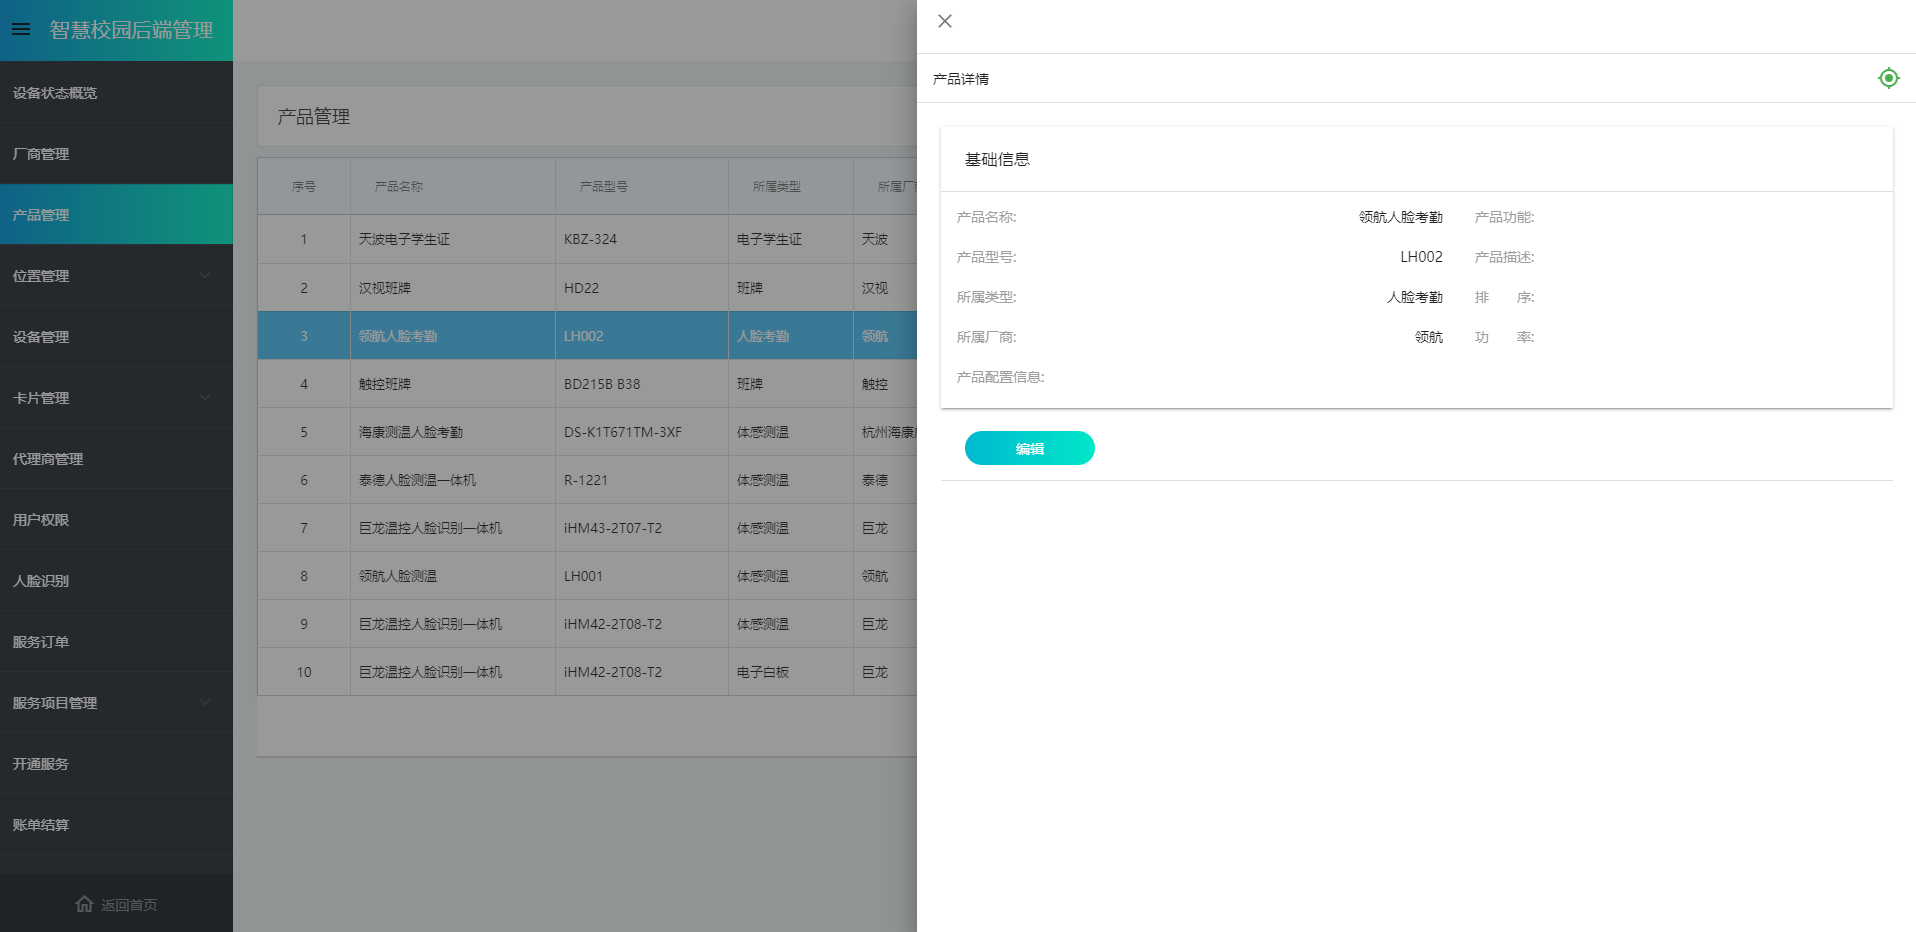 智慧校园后端管理
设备状态概览
厂商管理
产品管理
位置管理
设备管理
卡片管理
代理商管理
用户权限
人脸识别
服务订单
服务项目管理
开通服务
账单结算
返回首页
产品管理
序号 产品名称 产品型号 所属类型 所属厂
1 天波电子学生证 KBZ-324 电子学生证 天波
2 汉视班牌 HD22 班牌 汉视
3 领航人脸考勤 LH002 人脸考勤 领航
4 触控班牌 BD215B B38 班牌 触控
5 海康测温人脸考勤 DS-K1T671TM-3XF 体感测温 杭州海康
6 泰德人脸测温一体机 R-1221 体感测温 泰德
7 巨龙温控人脸识别一体机 iHM43-2T07-T2 体感测温 巨龙
8 领航人脸测温 LH001 体感测温 领航
9 巨龙温控人脸识别一体机 iHM42-2T08-T2 体感测温 巨龙
10 巨龙温控人脸识别一体机 iHM42-2T08-T2 电子白板 巨龙
产品详情
基础信息
产品名称: 领航人脸考勤 产品功能:
产品型号: LH002 产品描述:
所属类型: 人脸考勤 排 序:
所属厂商: 领航 功 率:
产品配置信息:
编辑